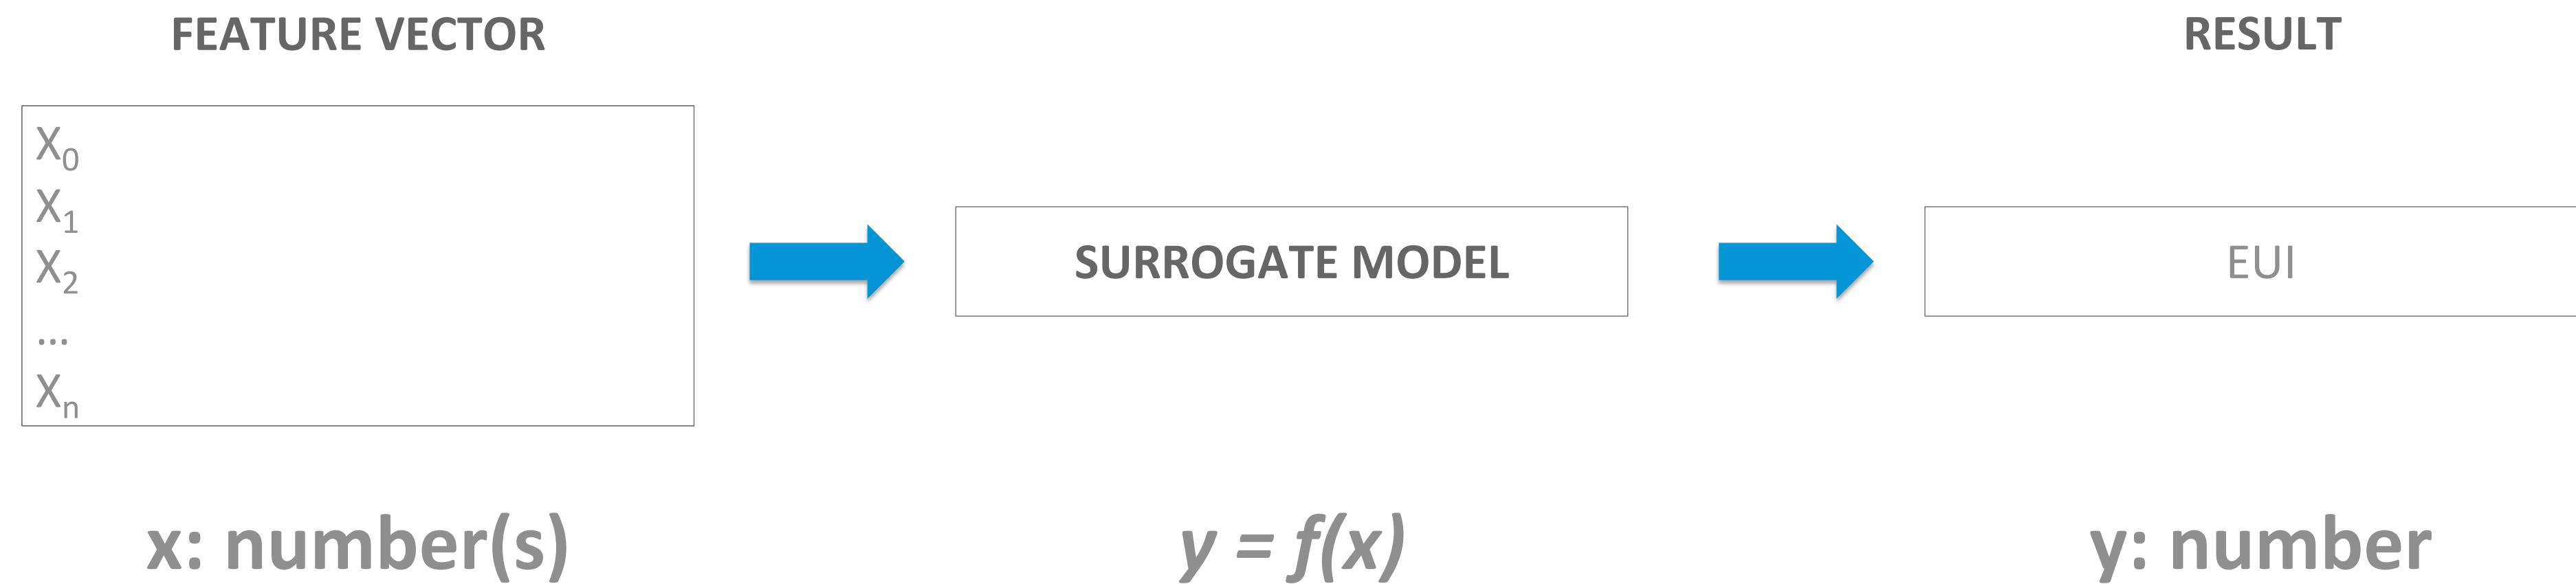 FEATURE VECTOR
X₀
X₁
X₂
...
Xₙ
x: number(s)
SURROGATE MODEL
y = f(x)
RESULT
EUI
y: number